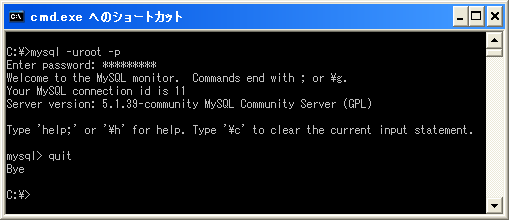 cmd.exe へのショートカット
C:¥>mysql -uroot -p
Enter password: *********
Welcome to the MySQL monitor.  Commands end with ; or ¥g.
Your MySQL connection id is 11
Server version: 5.1.39-community MySQL Community Server (GPL)
Type 'help;' or '¥h' for help. Type '¥c' to clear the current input statement.
mysql> quit
Bye
C:¥>